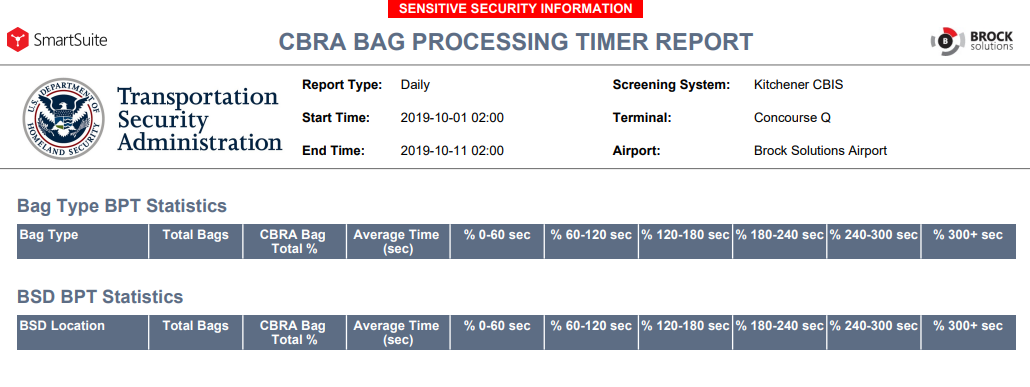 SENSITIVE SECURITY INFORMATION
SmartSuite
CBRA BAG PROCESSING TIMER REPORT
B
BROCK
solutions
U.S. DEPARTMENT OF
HOMELAND SECURITY
Transportation
Security
Administration
Report Type: Daily Screening System: Kitchener CBIS
Start Time: 2019-10-01 02:00 Terminal: Concourse Q
End Time: 2019-10-11 02:00 Airport: Brock Solutions Airport
Bag Type BPT Statistics
Bag Type Total Bags CBRA Bag Average Time % 0-60 sec % 60-120 sec % 120-180 sec % 180-240 sec % 240-300 sec % 300+ sec
Total % (sec)
BSD BPT Statistics
BSD Location Total Bags CBRA Bag Average Time % 0-60 sec % 60-120 sec % 120-180 sec % 180-240 sec % 240-300 sec % 300+ sec
Total % (sec)